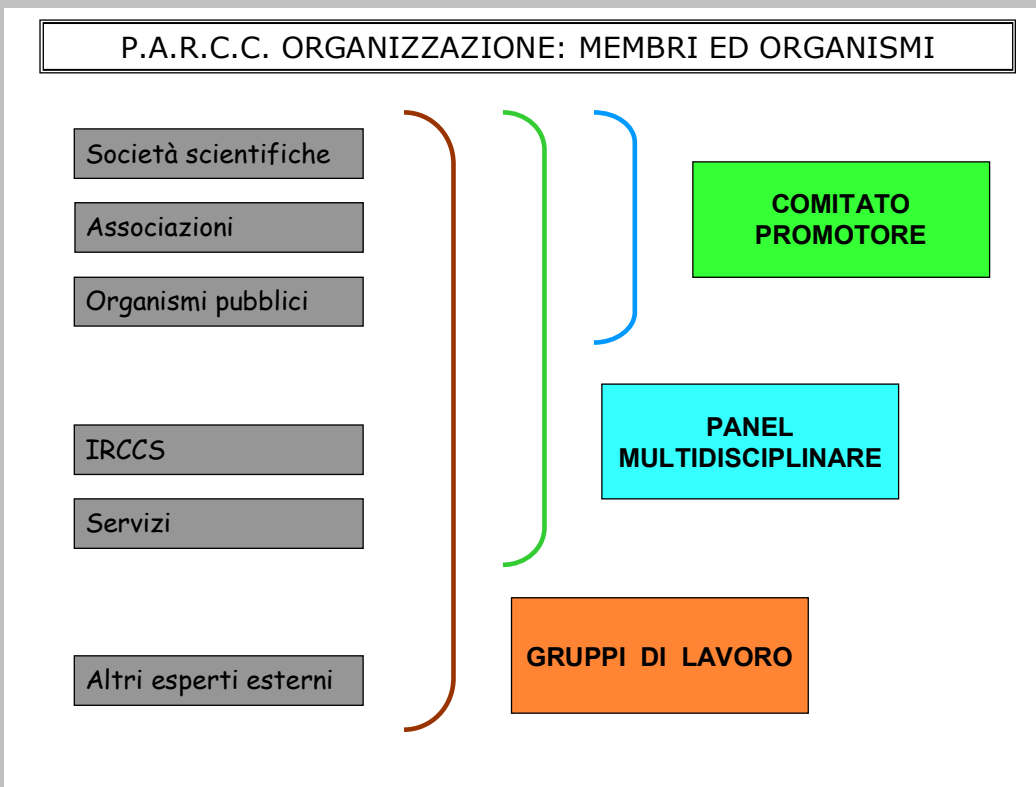 P.A.R.C.C. ORGANIZZAZIONE: MEMBRI ED ORGANISMI
Società scientifiche
Associazioni
Organismi pubblici
IRCCS
Servizi
Altri esperti esterni
COMITATO
PROMOTORE
PANEL
MULTIDISCIPLINARE
GRUPPI DI LAVORO